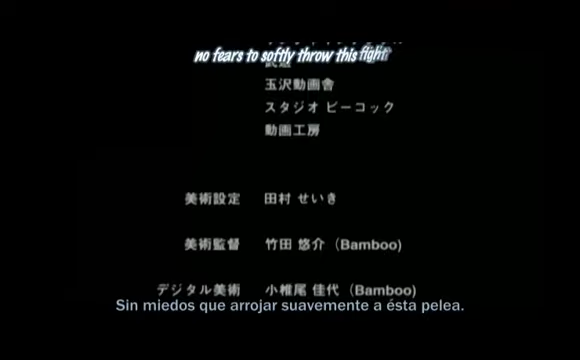 no fears to softly throw this fight
玉沢動画舎
スタジオ ピーコック
動画工房
美術設定 田村 せいき
美術監督 竹田 悠介（Bamboo)
デジタル美術 小椎尾 佳代（Bamboo)
Sin miedos que arrojar suavemente a ésta pelea.